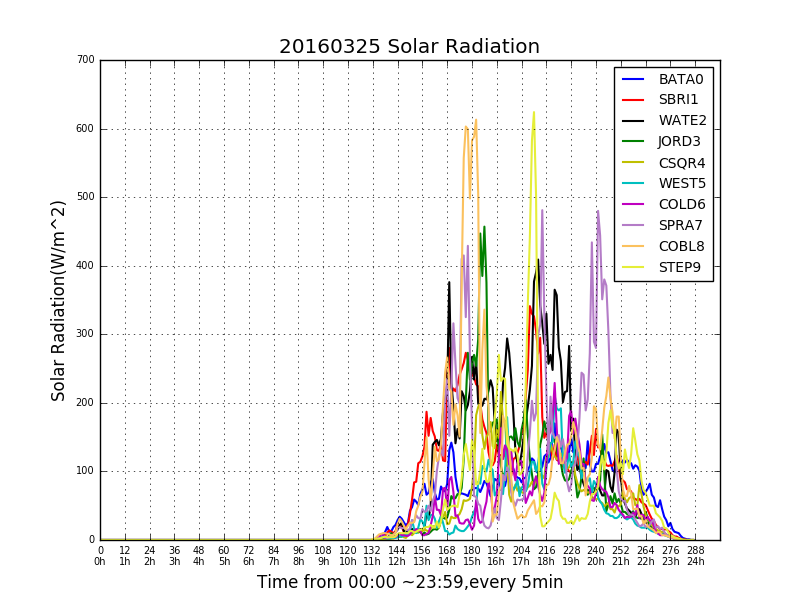 20160325 Solar Radiation
700
600
500
400
300
200
100
0
Solar Radiation(W/m^2)
BATA0
SBRI1
WATE2
JORD3
CSQR4
WEST5
COLD6
SPRA7
COBL8
STEP9
0 12 24 36 48 60 72 84 96 108 120 132 144 156 168 180 192 204 216 228 240 252 264 276 288
0h 1h 2h 3h 4h 5h 6h 7h 8h 9h 10h 11h 12h 13h 14h 15h 16h 17h 18h 19h 20h 21h 22h 23h 24h
Time from 00:00 ~23:59,every 5min